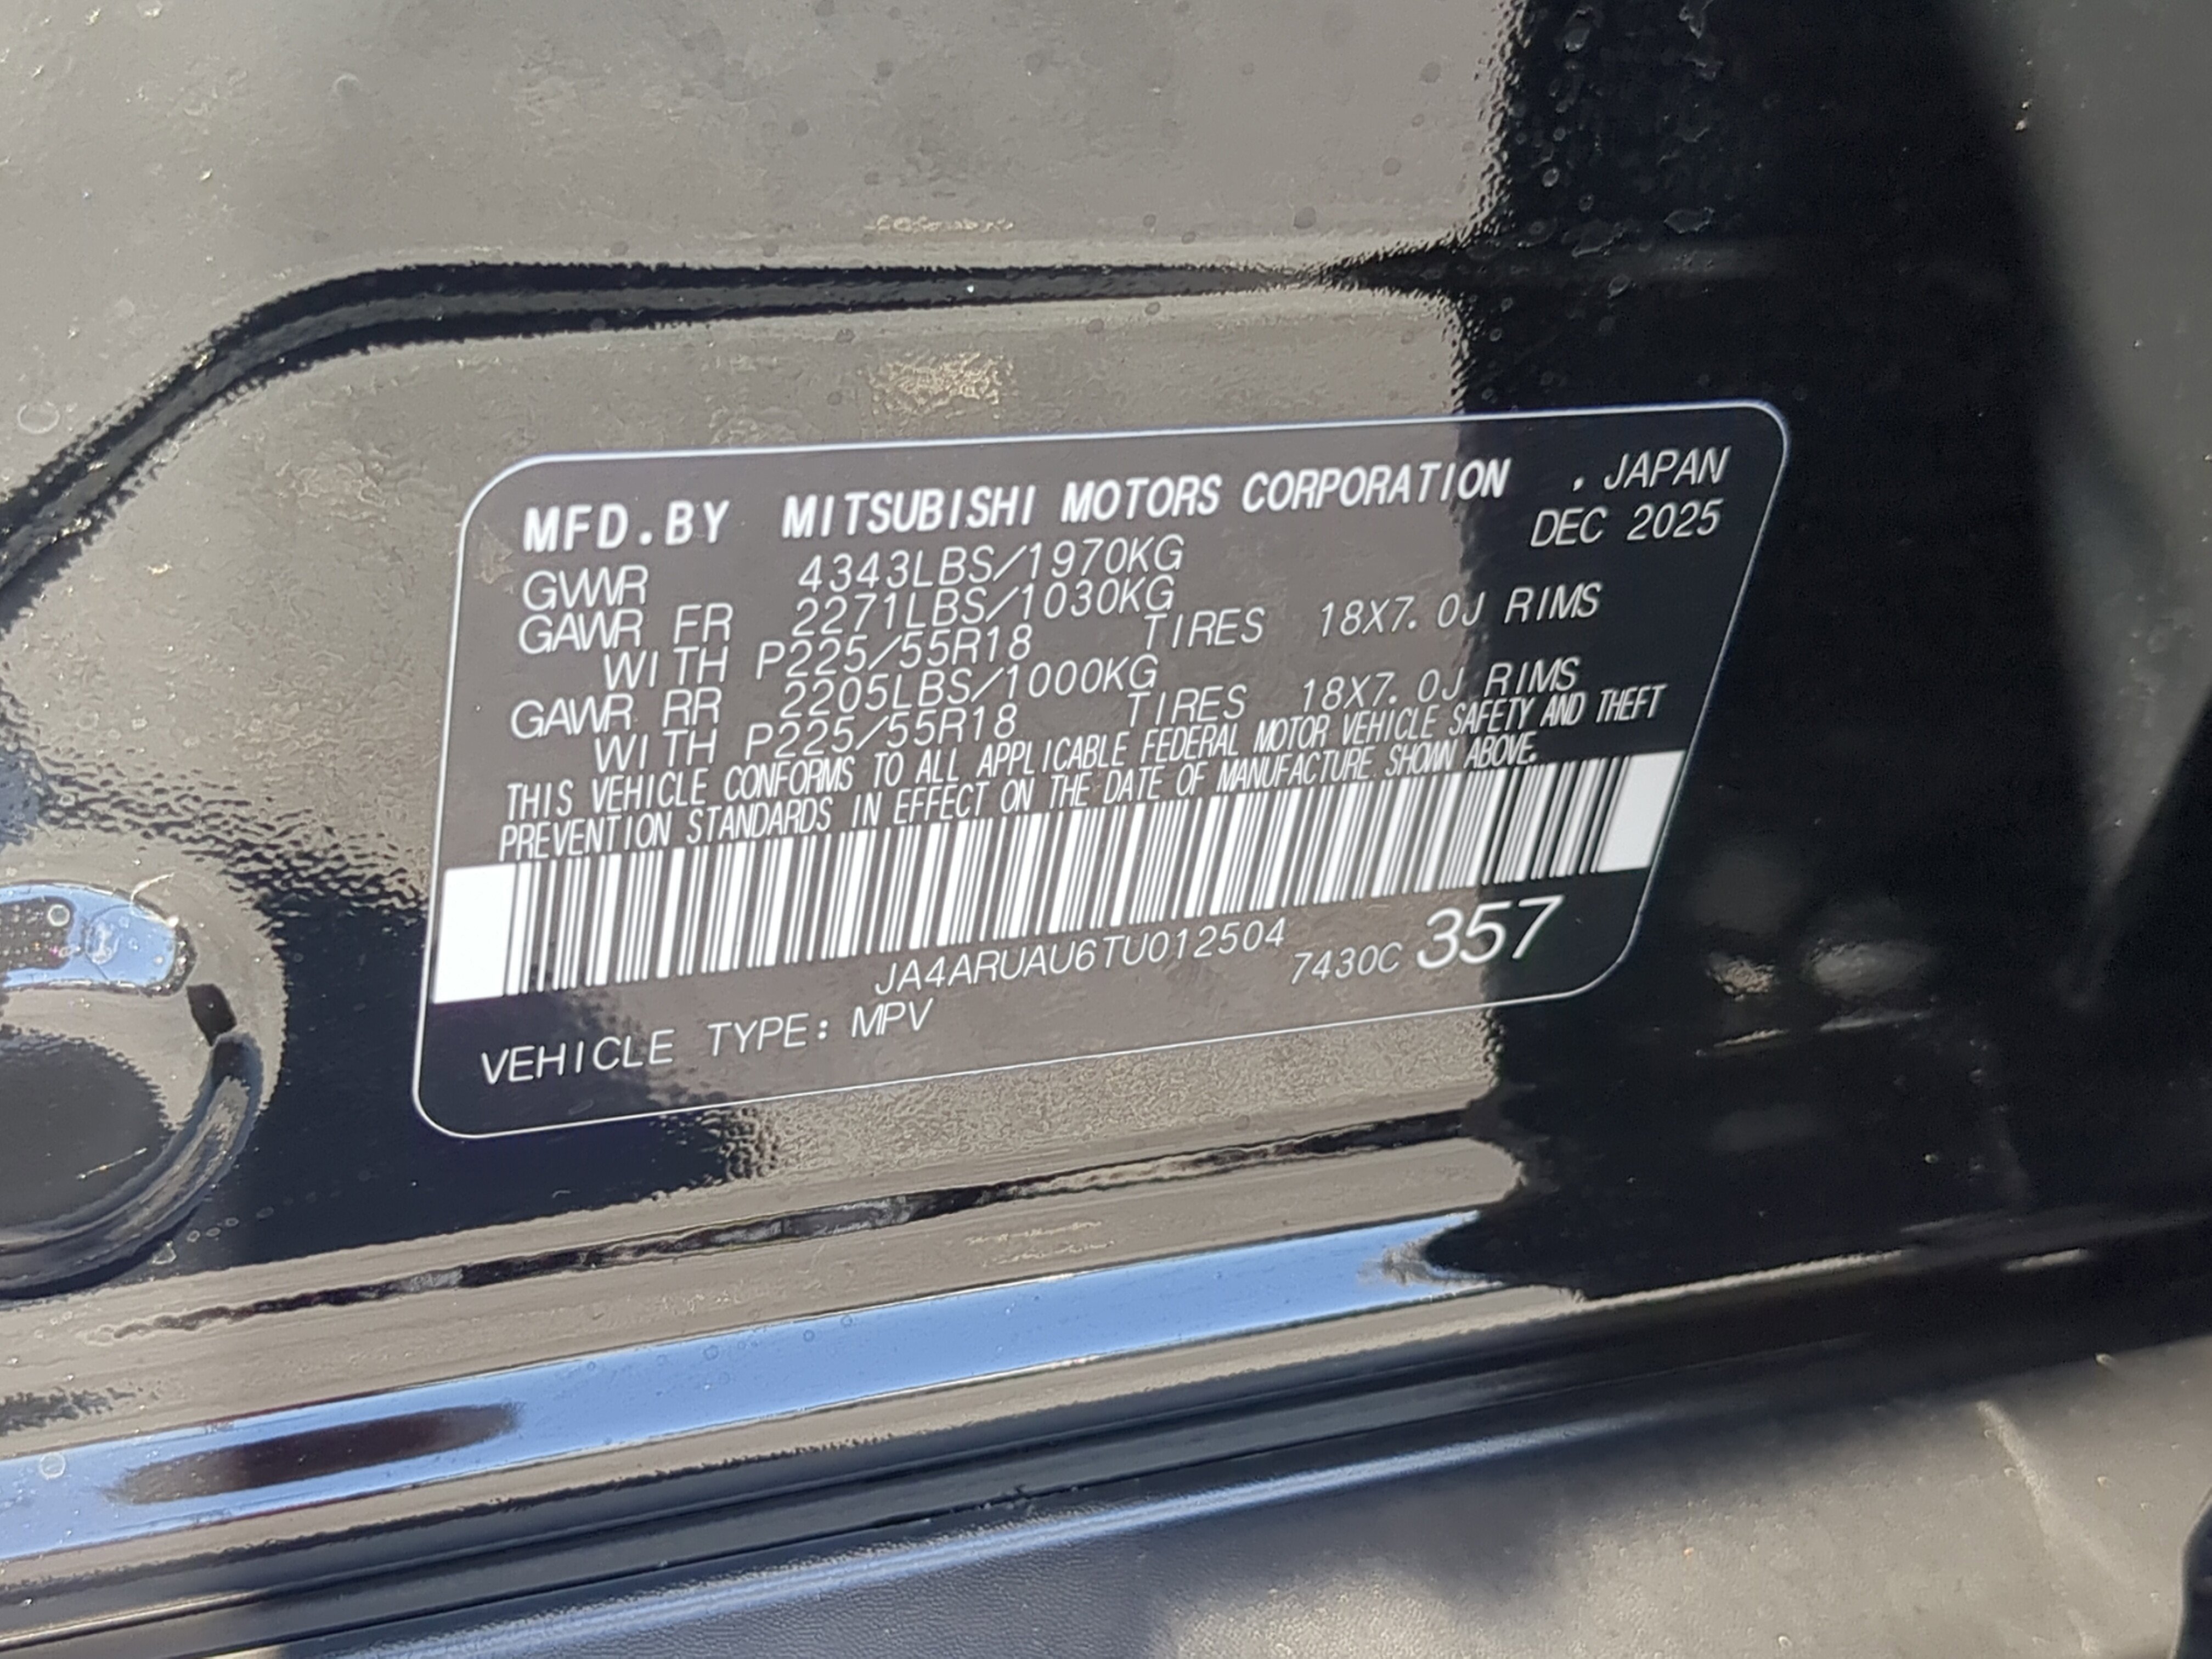 MFD.BY MITSUBISHI MOTORS CORPORATION . JAPAN
DEC 2025
GVWR 4343LBS/1970KG
GAWR FR 2271LBS/1030KG
WITH P225/55R18 TIRES 18X7.0J RIMS
GAWR RR 2205LBS/1000KG
WITH P225/55R18 TIRES 18X7.0J RIMS
THIS VEHICLE CONFORMS TO ALL APPLICABLE FEDERAL MOTOR VEHICLE SAFETY AND THEFT
PREVENTION STANDARDS IN EFFECT ON THE DATE OF MANUFACTURE SHOWN ABOVE.
JA4ARUAU6TU012504
7430C 357
VEHICLE TYPE: MPV